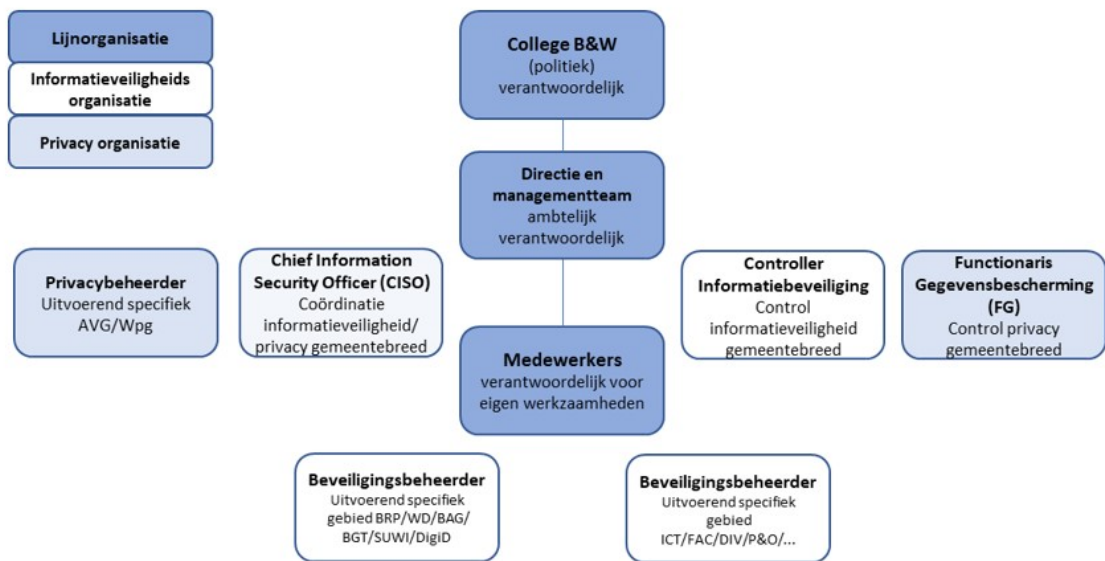 Lijnorganisatie
Informatieveiligheids
organisatie
Privacy organisatie
College B&W
(politiek)
verantwoordelijk
Directie en
managementteam
ambtelijk
verantwoordelijk
Privacybeheerder
Uitvoerend specifiek
AVG/Wpg
Chief Information
Security Officer (CISO)
Coördinatie
informatieveiligheid/
privacy gemeentebreed
Controller
Informatiebeveiliging
Control
informatieveiligheid
gemeentebreed
Functionaris
Gegevensbescherming
(FG)
Control privacy
gemeentebreed
Medewerkers
verantwoordelijk voor
eigen werkzaamheden
Beveiligingsbeheerder
Uitvoerend specifiek
gebied BRP/WD/BAG/
BGT/SUWI/DigiD
Beveiligingsbeheerder
Uitvoerend specifiek
gebied
ICT/FAC/DIV/P&O/...